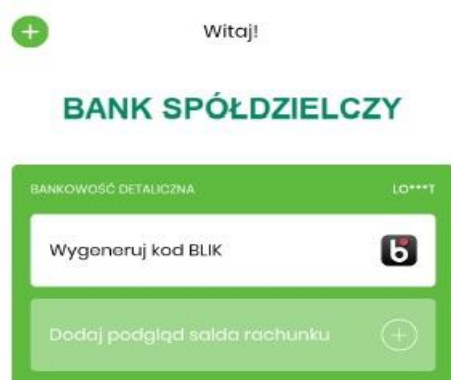 Witaj!
BANK SPÓŁDZIELCZY
BANKOWOŚĆ DETALICZNA LO***T
Wygeneruj kod BLIK
Dodaj podgląd salda rachunku